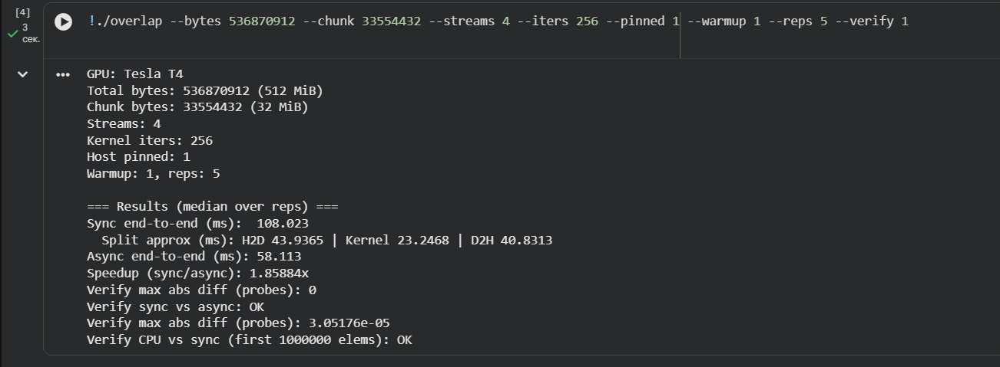 [4]
3
сек.
!./overlap --bytes 536870912 --chunk 33554432 --streams 4 --iters 256 --pinned 1 --warmup 1 --reps 5 --verify 1
GPU: Tesla T4
Total bytes: 536870912 (512 MiB)
Chunk bytes: 33554432 (32 MiB)
Streams: 4
Kernel iters: 256
Host pinned: 1
Warmup: 1, reps: 5
=== Results (median over reps) ===
Sync end-to-end (ms):  108.023
  Split approx (ms): H2D 43.9365 | Kernel 23.2468 | D2H 40.8313
Async end-to-end (ms): 58.113
Speedup (sync/async): 1.85884x
Verify max abs diff (probes): 0
Verify sync vs async: OK
Verify max abs diff (probes): 3.05176e-05
Verify CPU vs sync (first 1000000 elems): OK